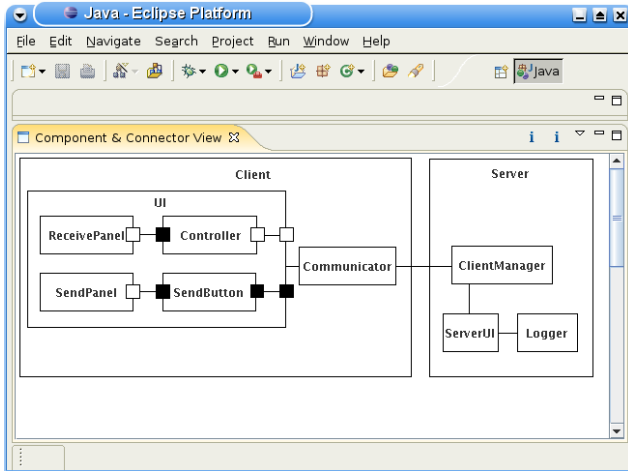 Java - Eclipse Platform
File Edit Navigate Search Project Run Window Help
Java
Component & Connector View
Client
Server
UI
ReceivePanel
Controller
Communicator
ClientManager
SendPanel
SendButton
ServerUI
Logger